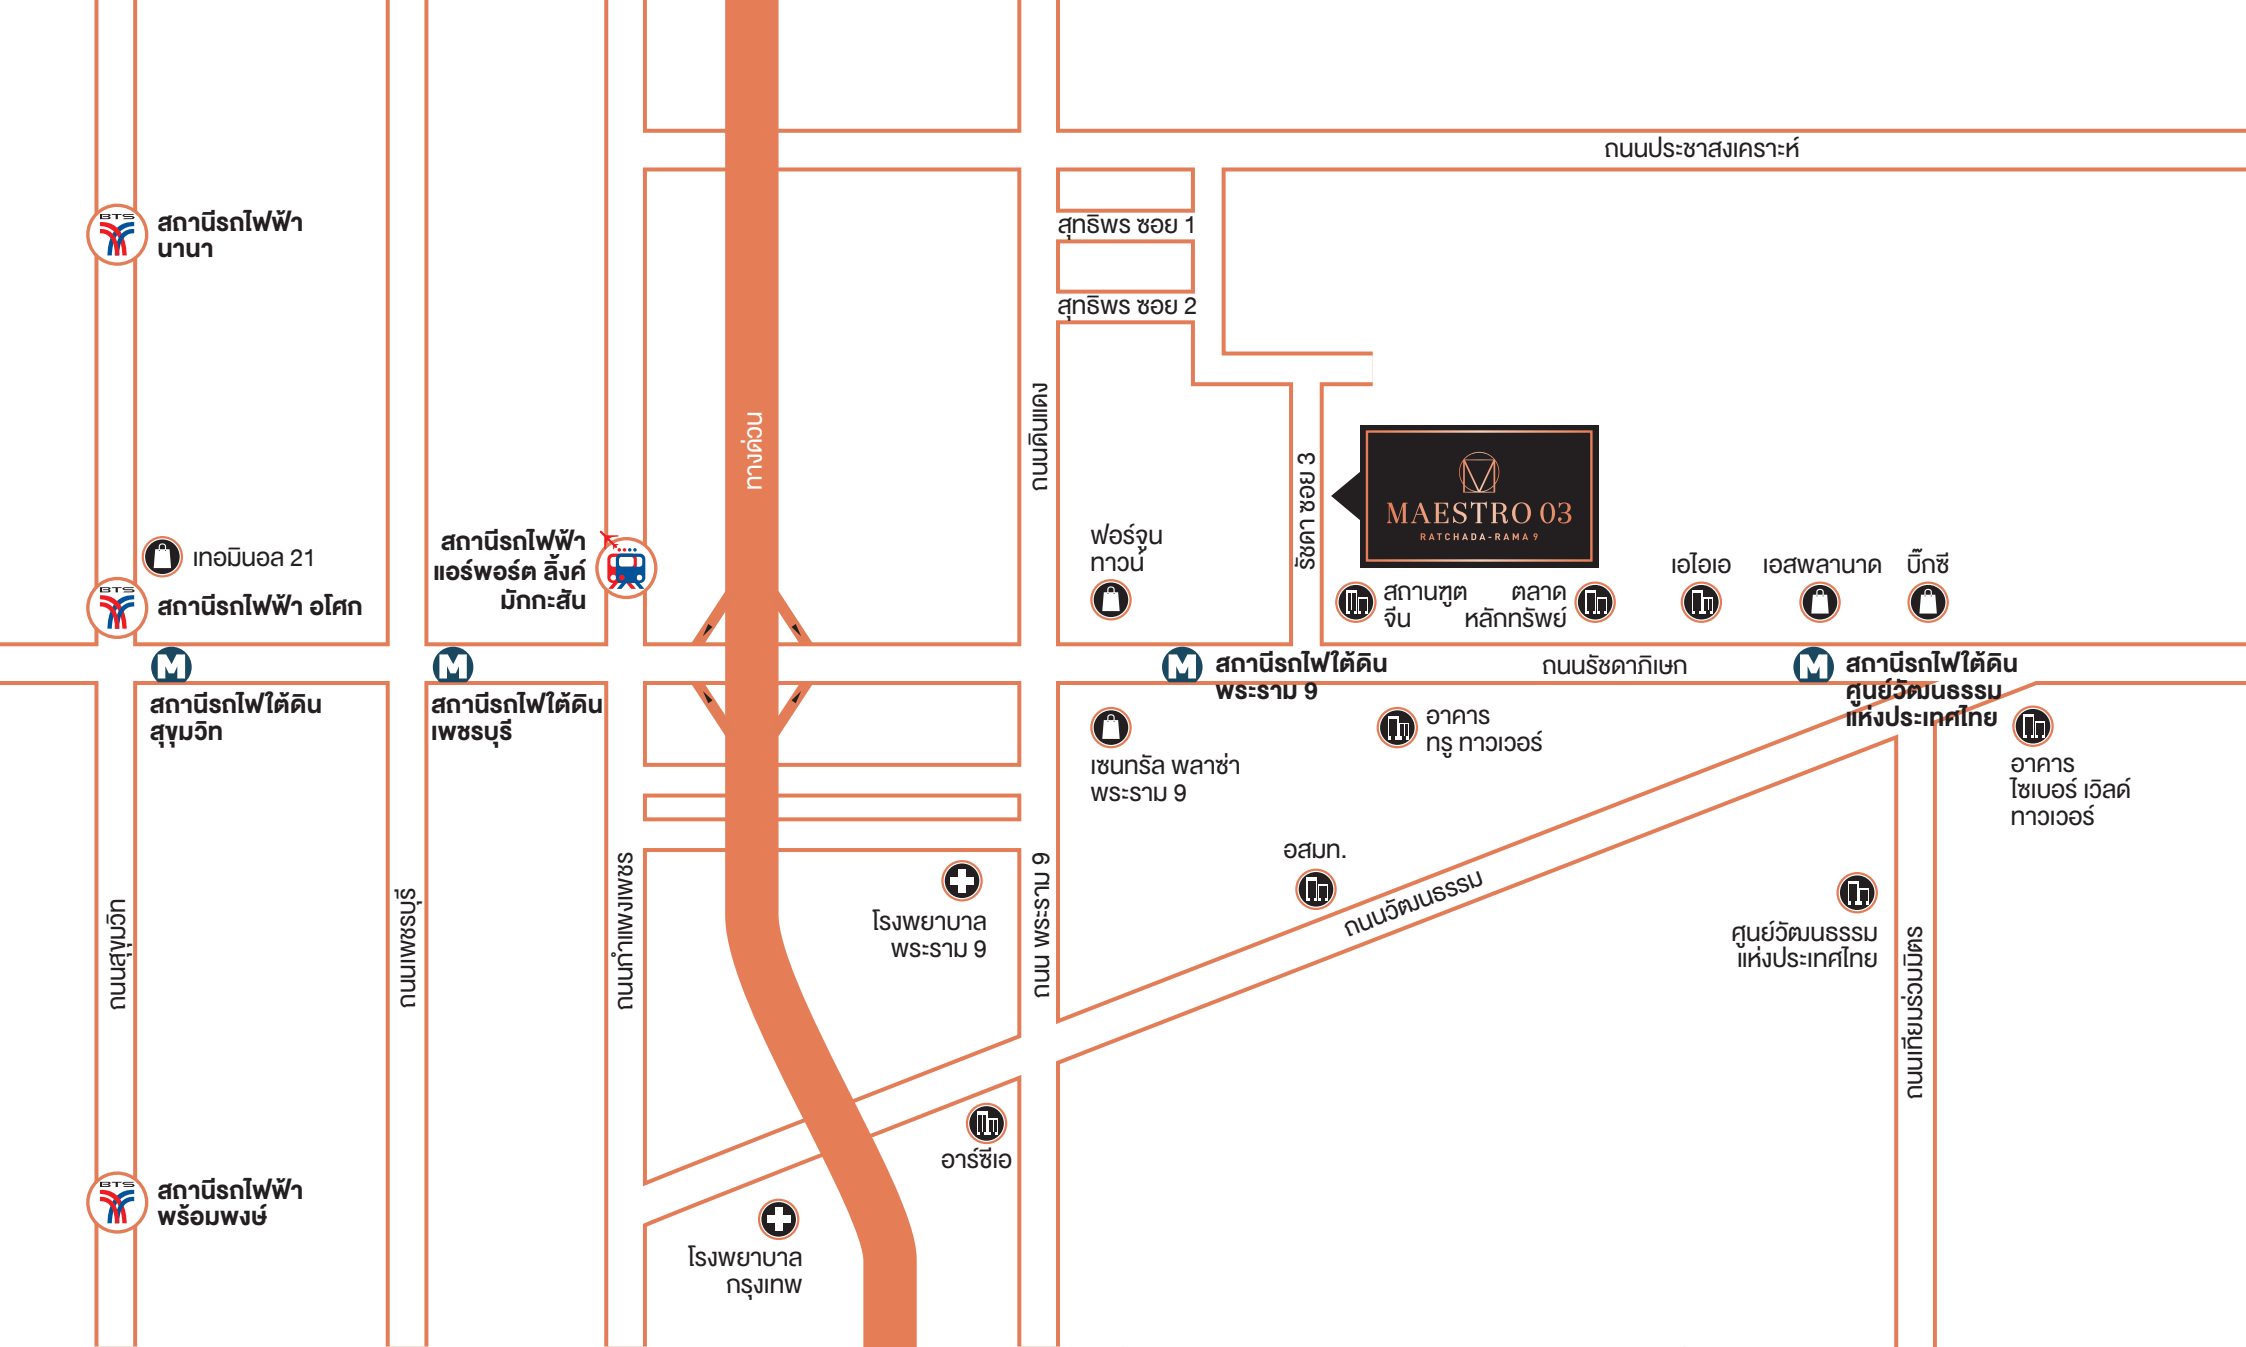 ถนนประชาสงเคราะห์
BTS
สถานีรถไฟฟ้า
นานา
สุทธิพร ซอย 1
สุทธิพร ซอย 2
ทางด่วน
ถนนดินแดง
รัชดา ซอย 3
MAESTRO 03
RATCHADA-RAMA 9
เทอมินอล 21
BTS
สถานีรถไฟฟ้า อโศก
สถานีรถไฟฟ้า
แอร์พอร์ต ลิ้งค์
มักกะสัน
ฟอร์จูน
ทาวน์
สถานฑูต
จีน
ตลาด
หลักทรัพย์
เอไอเอ
เอสพลานาด
บิ๊กซี
M
สถานีรถไฟใต้ดิน
สุขุมวิท
M
สถานีรถไฟใต้ดิน
เพชรบุรี
M
สถานีรถไฟใต้ดิน
พระราม 9
ถนนรัชดาภิเษก
M
สถานีรถไฟใต้ดิน
ศูนย์วัฒนธรรม
แห่งประเทศไทย
เซนทรัล พลาซ่า
พระราม 9
อาคาร
ทรู ทาวเวอร์
อาคาร
ไซเบอร์ เวิลด์
ทาวเวอร์
อสมท.
ถนนวัฒนธรรม
ศูนย์วัฒนธรรม
แห่งประเทศไทย
โรงพยาบาล
พระราม 9
ถนนสุขุมวิท
ถนนเพชรบุรี
ถนนกำแพงเพชร
ถนน พระราม 9
ถนนเทียมร่วมมิตร
อาร์ซีเอ
BTS
สถานีรถไฟฟ้า
พร้อมพงษ์
โรงพยาบาล
กรุงเทพ